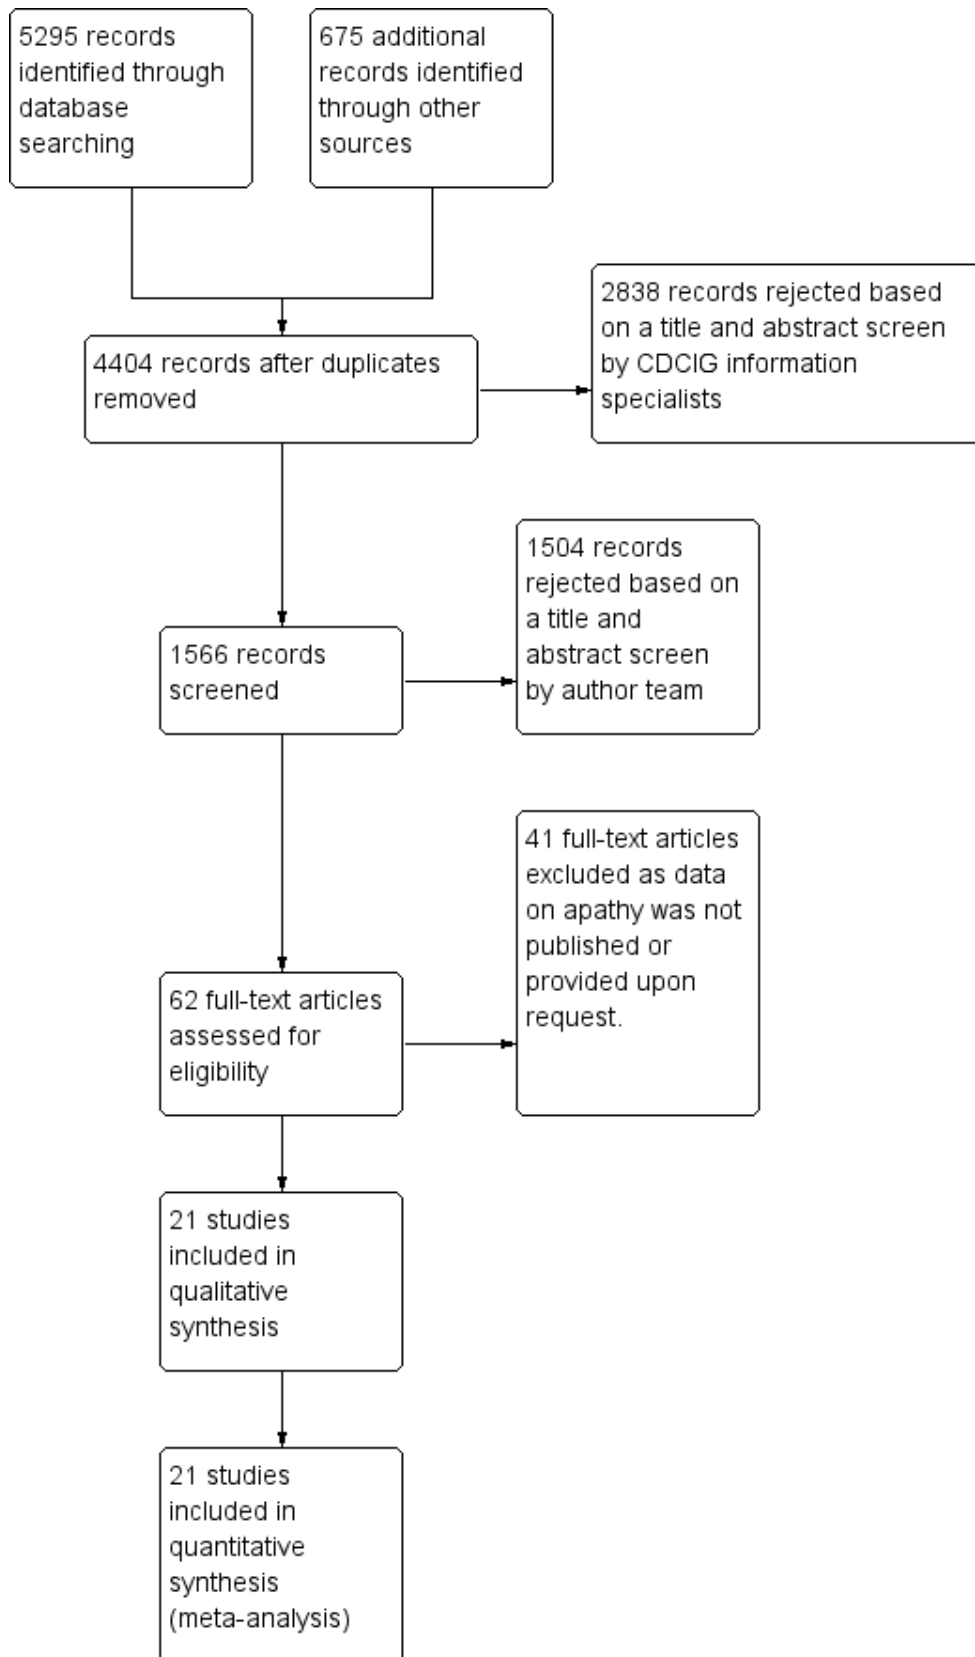 5295 records
identified through
database
searching
675 additional
records identified
through other
sources
4404 records after duplicates
removed
2838 records rejected based
on a title and abstract screen
by CDCIG information
specialists
1566 records
screened
1504 records
rejected based on
a title and
abstract screen
by author team
62 full-text articles
assessed for
eligibility
41 full-text articles
excluded as data
on apathy was not
published or
provided upon
request.
21 studies
included in
qualitative
synthesis
21 studies
included in
quantitative
synthesis
(meta-analysis)